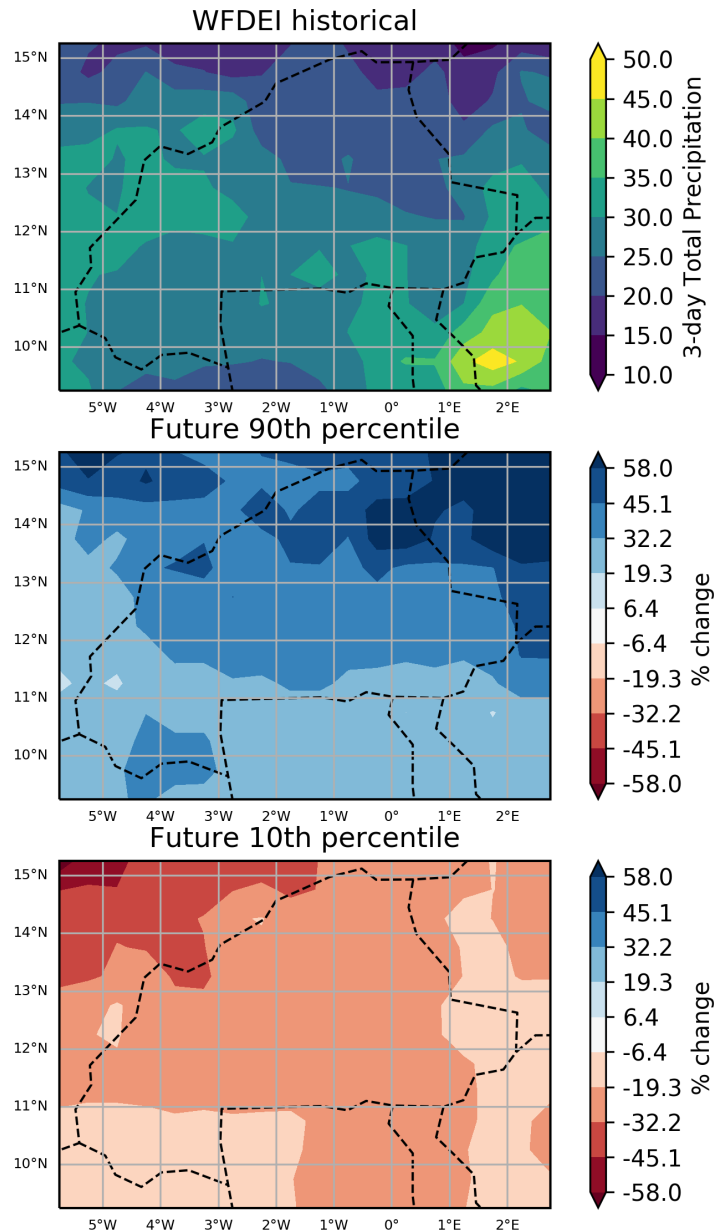 WFDEI historical
15°N
14°N
13°N
12°N
11°N
10°N
5°W 4°W 3°W 2°W 1°W 0° 1°E 2°E
50.0
45.0
40.0
35.0
30.0
25.0
20.0
15.0
10.0
3-day Total Precipitation
Future 90th percentile
15°N
14°N
13°N
12°N
11°N
10°N
5°W 4°W 3°W 2°W 1°W 0° 1°E 2°E
58.0
45.1
32.2
19.3
6.4
-6.4
-19.3
-32.2
-45.1
-58.0
% change
Future 10th percentile
15°N
14°N
13°N
12°N
11°N
10°N
5°W 4°W 3°W 2°W 1°W 0° 1°E 2°E
58.0
45.1
32.2
19.3
6.4
-6.4
-19.3
-32.2
-45.1
-58.0
% change